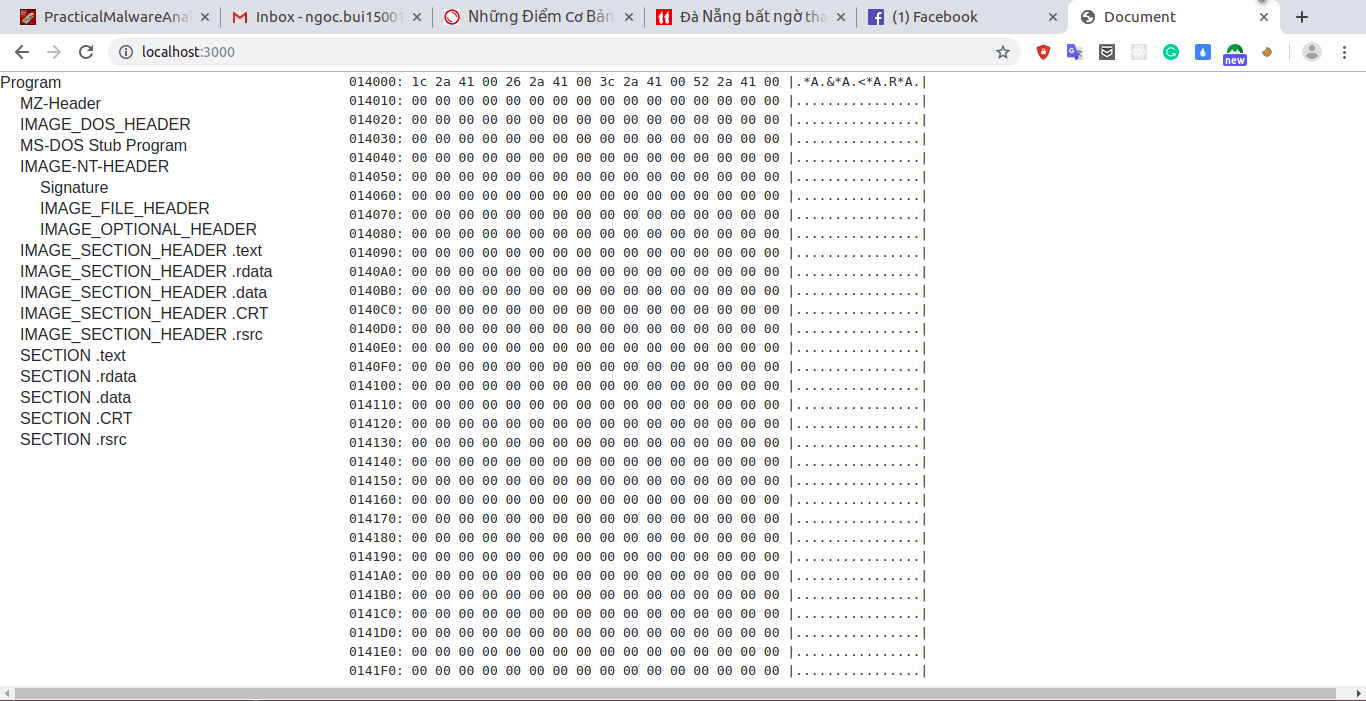 PracticalMalwareAnal
Inbox - ngoc.bui15001
Những Điểm Cơ Bản
Đà Nẵng bất ngờ tha
(1) Facebook
Document
localhost:3000
new
Program
MZ-Header
IMAGE_DOS_HEADER
MS-DOS Stub Program
IMAGE-NT-HEADER
Signature
IMAGE_FILE_HEADER
IMAGE_OPTIONAL_HEADER
IMAGE_SECTION_HEADER .text
IMAGE_SECTION_HEADER .rdata
IMAGE_SECTION_HEADER .data
IMAGE_SECTION_HEADER .CRT
IMAGE_SECTION_HEADER .rsrc
SECTION .text
SECTION .rdata
SECTION .data
SECTION .CRT
SECTION .rsrc
014000: 1c 2a 41 00 26 2a 41 00 3c 2a 41 00 52 2a 41 00 |.*A.&*A.<*A.R*A.|
014010: 00 00 00 00 00 00 00 00 00 00 00 00 00 00 00 00 |................|
014020: 00 00 00 00 00 00 00 00 00 00 00 00 00 00 00 00 |................|
014030: 00 00 00 00 00 00 00 00 00 00 00 00 00 00 00 00 |................|
014040: 00 00 00 00 00 00 00 00 00 00 00 00 00 00 00 00 |................|
014050: 00 00 00 00 00 00 00 00 00 00 00 00 00 00 00 00 |................|
014060: 00 00 00 00 00 00 00 00 00 00 00 00 00 00 00 00 |................|
014070: 00 00 00 00 00 00 00 00 00 00 00 00 00 00 00 00 |................|
014080: 00 00 00 00 00 00 00 00 00 00 00 00 00 00 00 00 |................|
014090: 00 00 00 00 00 00 00 00 00 00 00 00 00 00 00 00 |................|
0140A0: 00 00 00 00 00 00 00 00 00 00 00 00 00 00 00 00 |................|
0140B0: 00 00 00 00 00 00 00 00 00 00 00 00 00 00 00 00 |................|
0140C0: 00 00 00 00 00 00 00 00 00 00 00 00 00 00 00 00 |................|
0140D0: 00 00 00 00 00 00 00 00 00 00 00 00 00 00 00 00 |................|
0140E0: 00 00 00 00 00 00 00 00 00 00 00 00 00 00 00 00 |................|
0140F0: 00 00 00 00 00 00 00 00 00 00 00 00 00 00 00 00 |................|
014100: 00 00 00 00 00 00 00 00 00 00 00 00 00 00 00 00 |................|
014110: 00 00 00 00 00 00 00 00 00 00 00 00 00 00 00 00 |................|
014120: 00 00 00 00 00 00 00 00 00 00 00 00 00 00 00 00 |................|
014130: 00 00 00 00 00 00 00 00 00 00 00 00 00 00 00 00 |................|
014140: 00 00 00 00 00 00 00 00 00 00 00 00 00 00 00 00 |................|
014150: 00 00 00 00 00 00 00 00 00 00 00 00 00 00 00 00 |................|
014160: 00 00 00 00 00 00 00 00 00 00 00 00 00 00 00 00 |................|
014170: 00 00 00 00 00 00 00 00 00 00 00 00 00 00 00 00 |................|
014180: 00 00 00 00 00 00 00 00 00 00 00 00 00 00 00 00 |................|
014190: 00 00 00 00 00 00 00 00 00 00 00 00 00 00 00 00 |................|
0141A0: 00 00 00 00 00 00 00 00 00 00 00 00 00 00 00 00 |................|
0141B0: 00 00 00 00 00 00 00 00 00 00 00 00 00 00 00 00 |................|
0141C0: 00 00 00 00 00 00 00 00 00 00 00 00 00 00 00 00 |................|
0141D0: 00 00 00 00 00 00 00 00 00 00 00 00 00 00 00 00 |................|
0141E0: 00 00 00 00 00 00 00 00 00 00 00 00 00 00 00 00 |................|
0141F0: 00 00 00 00 00 00 00 00 00 00 00 00 00 00 00 00 |................|